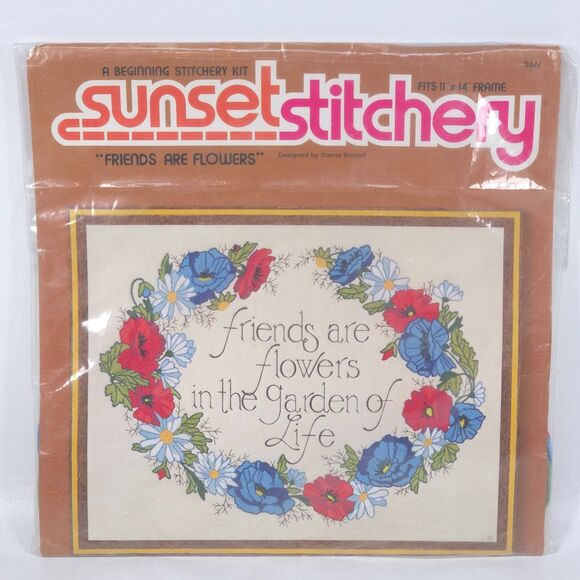 2661
A BEGINNING STITCHERY KIT
FITS 11" x 14" FRAME
sunset stitchery
"FRIENDS ARE FLOWERS"
Designed by Donna
friends are
flowers
in the garden of
Life